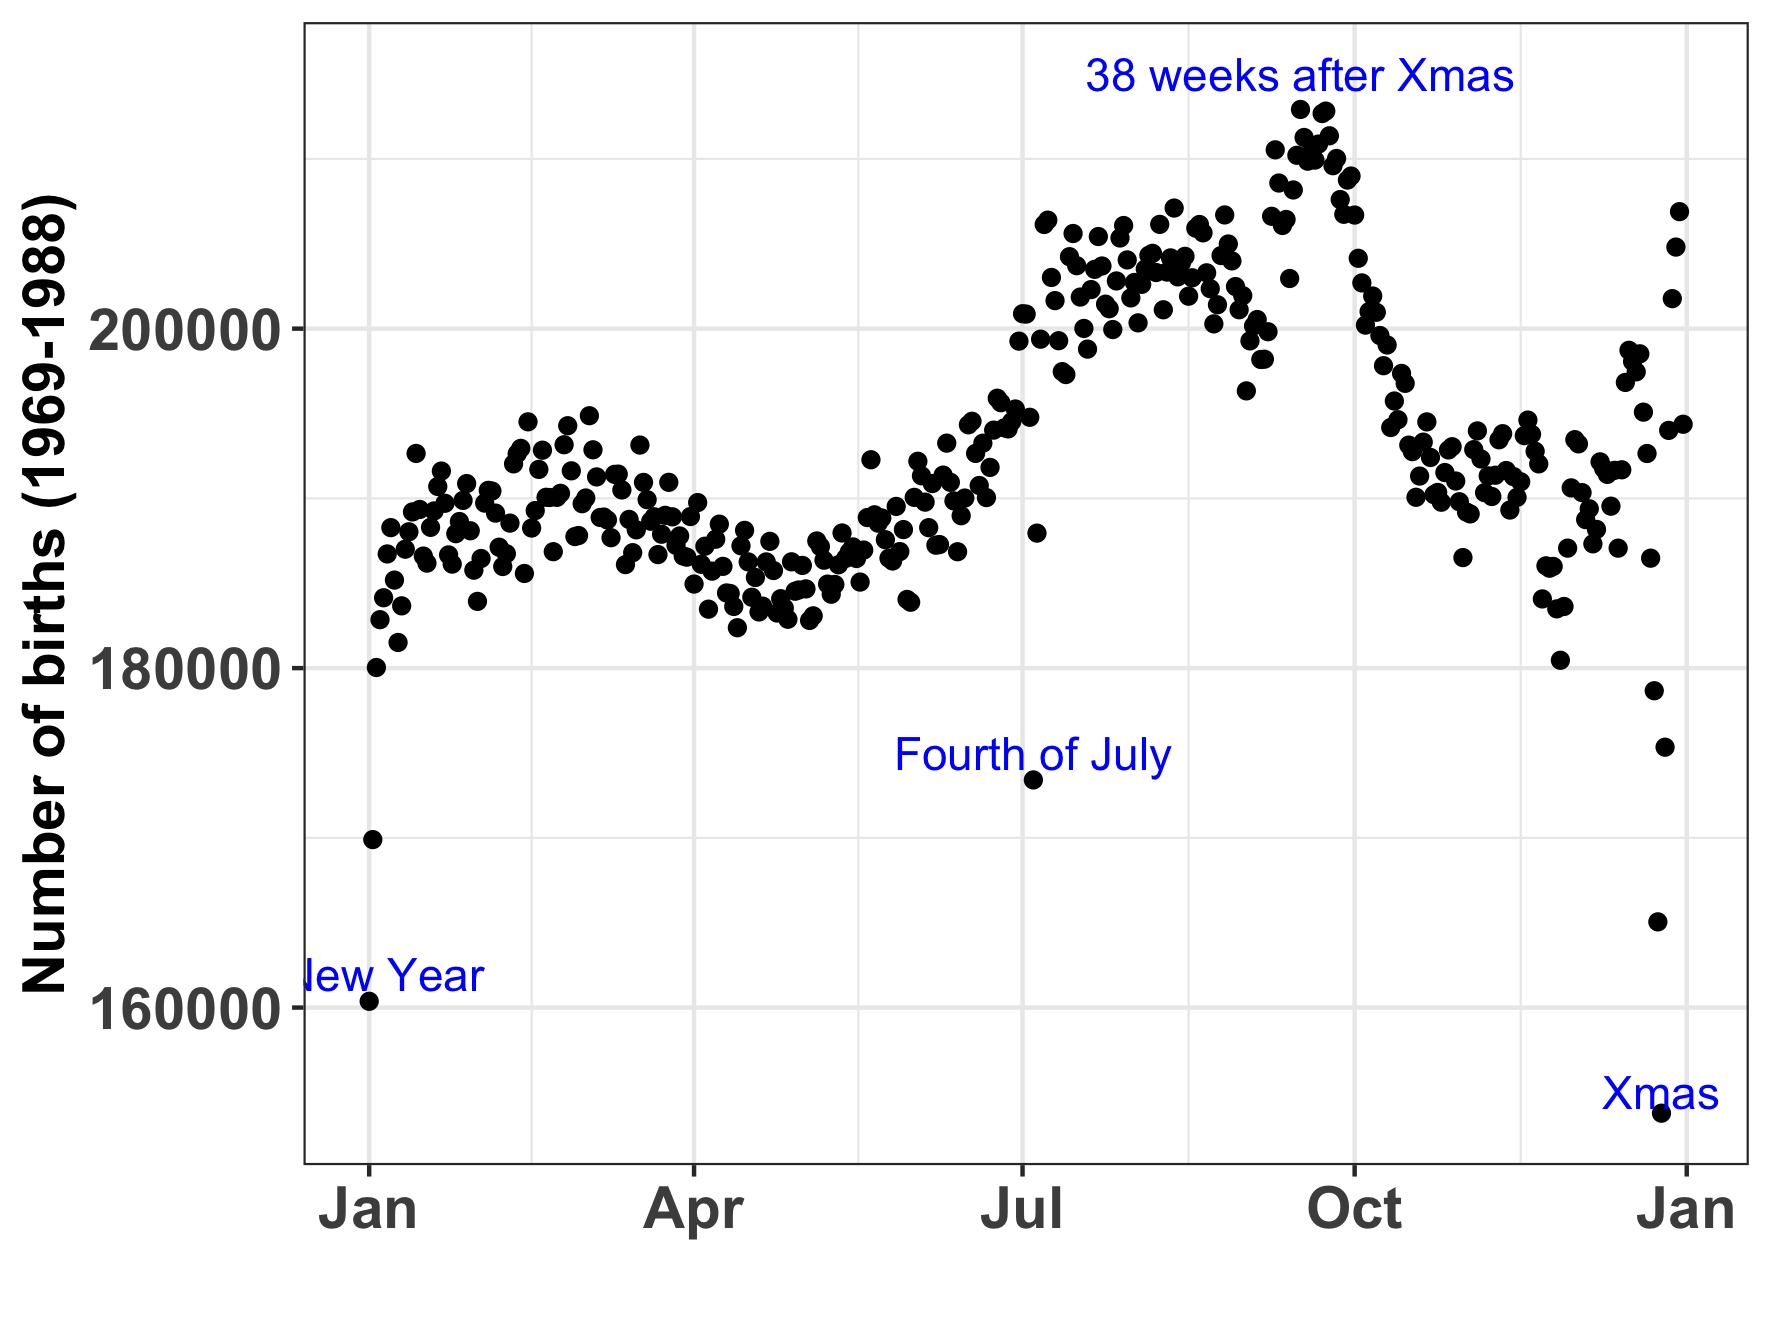 38 weeks after Xmas
Number of births (1969-1988)
200000
180000
Fourth of July
ew Year
160000
Xmas
Jan
Apr
Jul
Oct
Jan